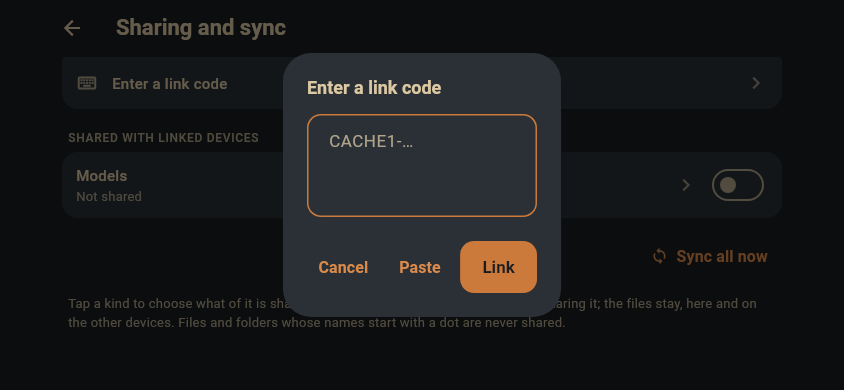 Sharing and sync
Enter a link code
Enter a link code
CACHE1-…
SHARED WITH LINKED DEVICES
Models
Not shared
Cancel
Paste
Link
Sync all now
Tap a kind to choose what of it is aring it; the files stay, here and on
the other devices. Files and folders whose names start with a dot are never shared.